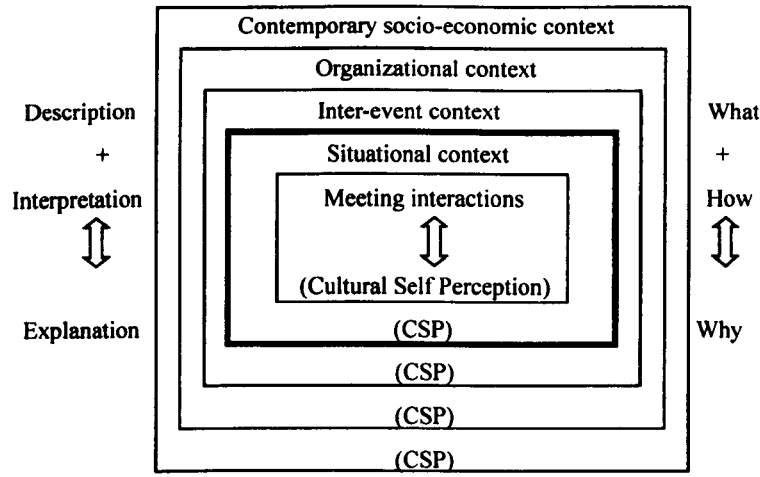 Contemporary socio-economic context
Organizational context
Description
Inter-event context
What
+
Situational context
+
Interpretation
Meeting interactions
How
(Cultural Self Perception)
Explanation
(CSP)
Why
(CSP)
(CSP)
(CSP)